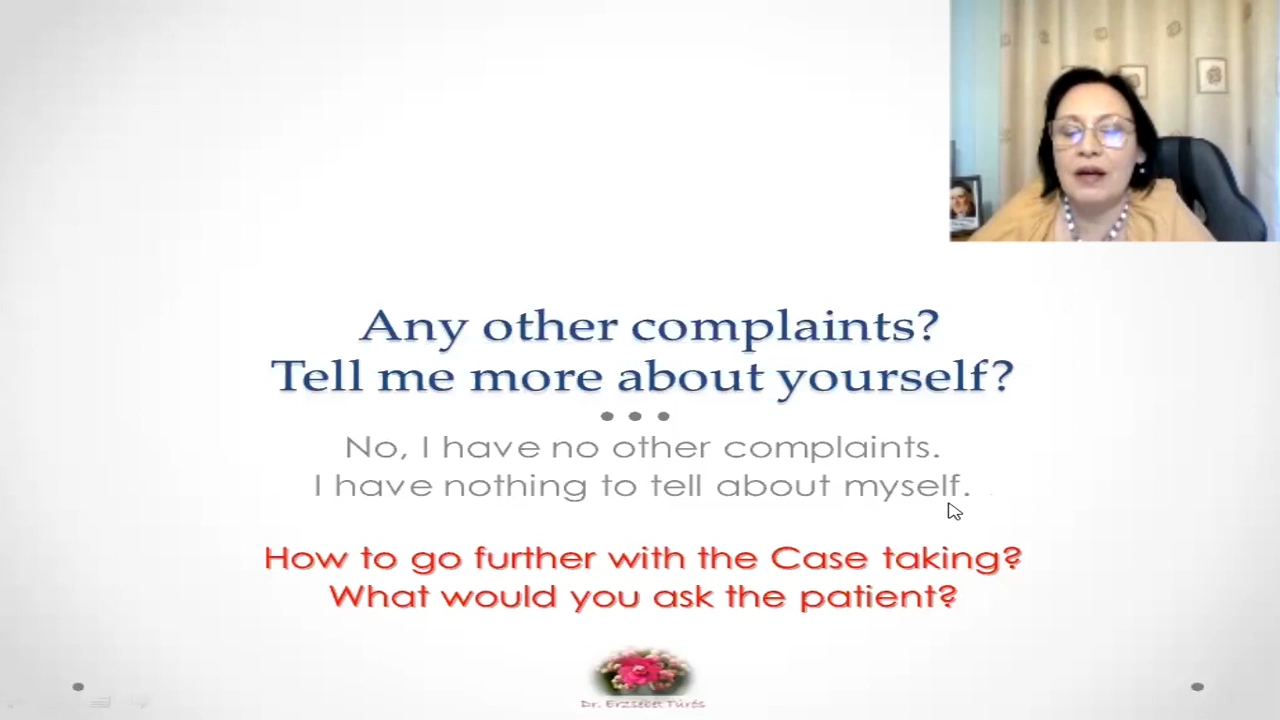 Any other complaints?
Tell me more about yourself?
No, I have no other complaints.
I have nothing to tell about myself.
How to go further with the Case taking?
What would you ask the patient?
Dr. Erzsebet Türös